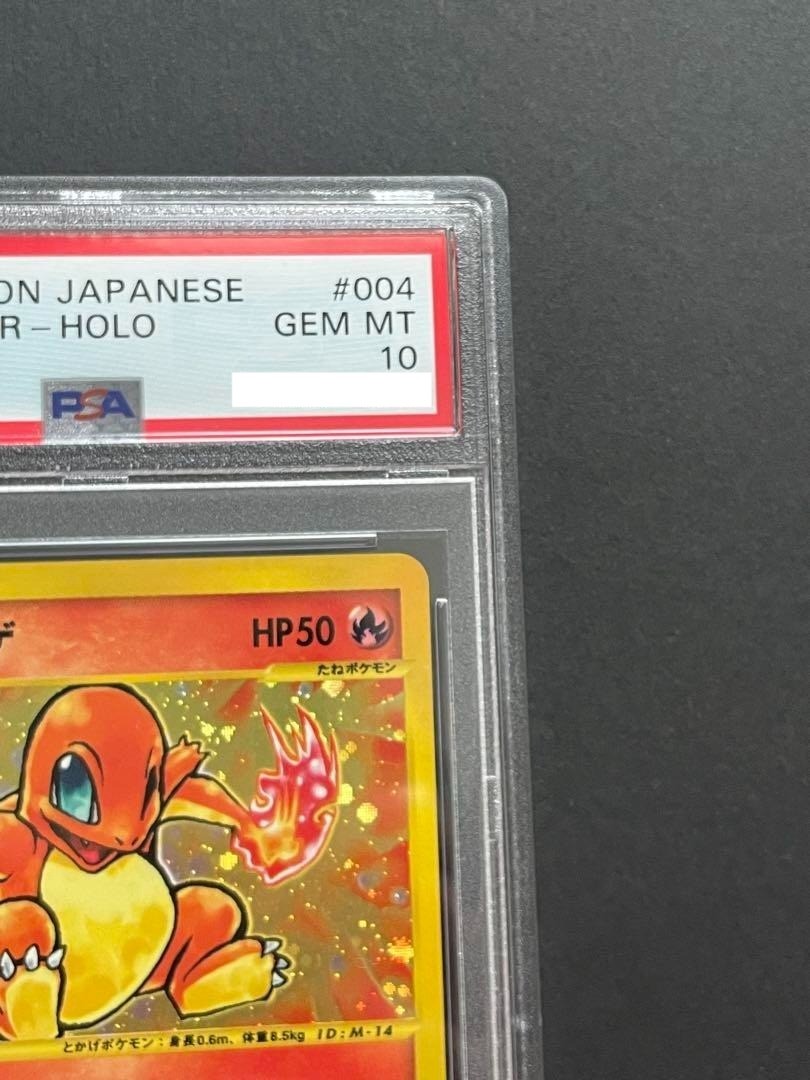 ON JAPANESE #004
R-HOLO GEM MT
10
PSA
デ HP50
たねポケモン
とかげポケモン：身長0.6m、体重8.5kg ID:M-14